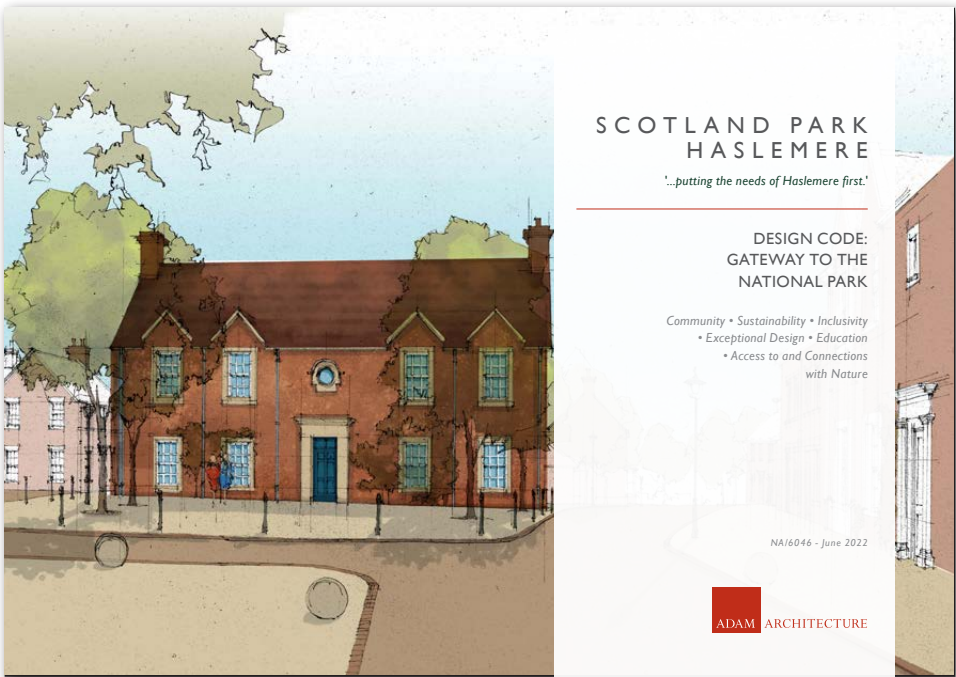 SCOTLAND PARK
HASLEMERE
'...putting the needs of Haslemere first.'
DESIGN CODE:
GATEWAY TO THE
NATIONAL PARK
Community • Sustainability • Inclusivity
• Exceptional Design • Education
• Access to and Connections
with Nature
NA/6046 - June 2022
ADAM ARCHITECTURE